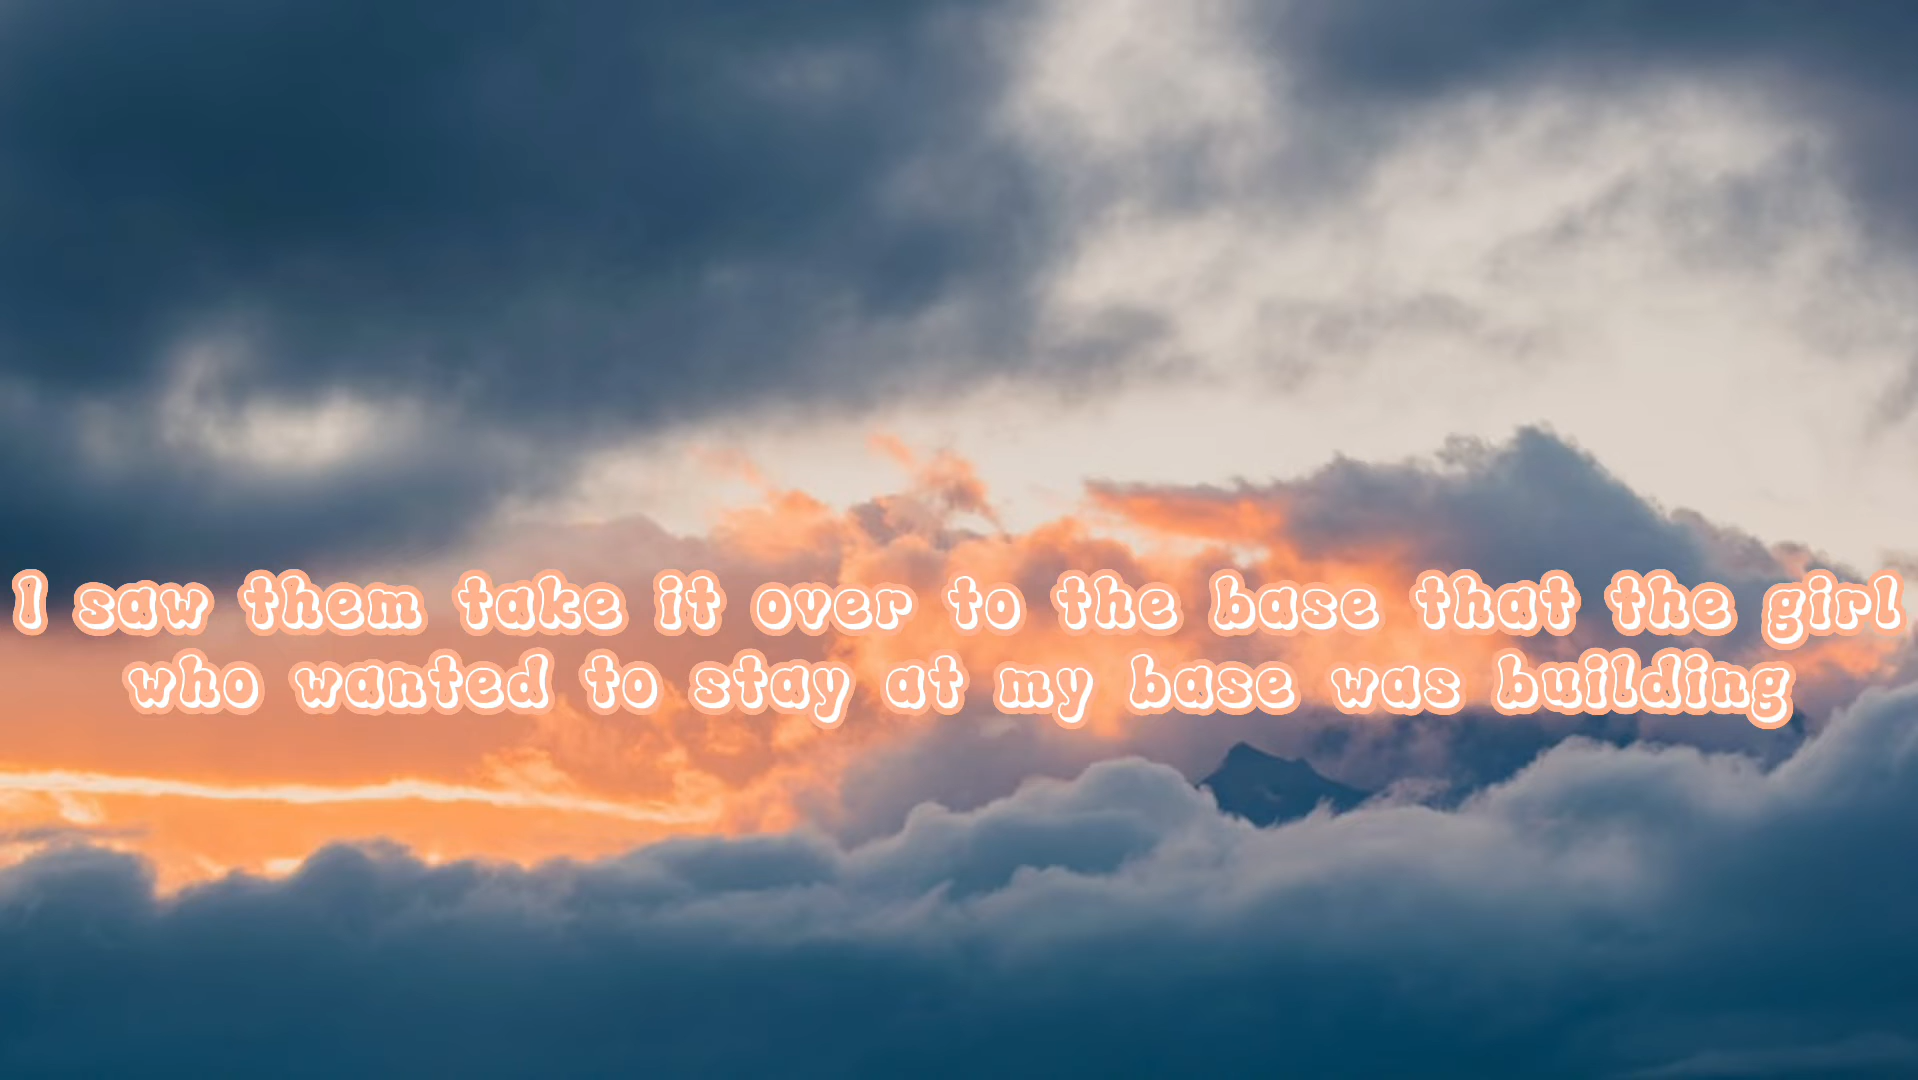 I saw them take it over to the base that the girl
who wanted to stay at my base was building